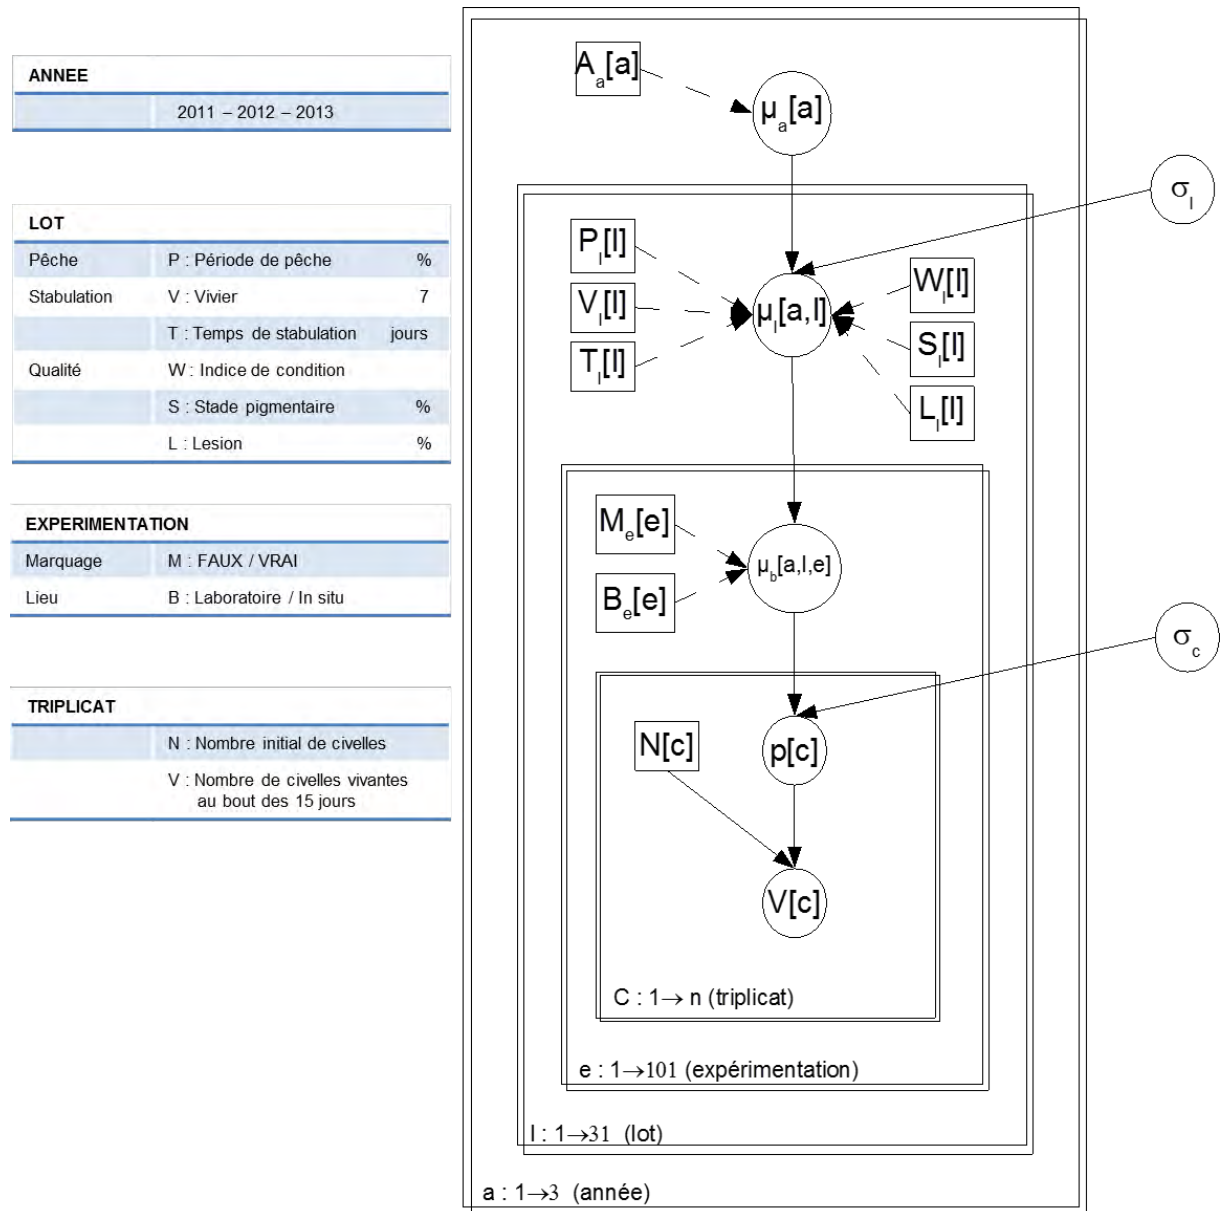 ANNEE
2011 – 2012 – 2013
LOT
Pêche P : Période de pêche %
Stabulation V : Vivier 7
T : Temps de stabulation jours
Qualité W : Indice de condition
S : Stade pigmentaire %
L : Lesion %
EXPERIMENTATION
Marquage M : FAUX / VRAI
Lieu B : Laboratoire / In situ
TRIPLICAT
N : Nombre initial de civelles
V : Nombre de civelles vivantes
au bout des 15 jours
Aa[a]
μa[a]
σl
Pl[l]
Vl[l]
Tl[l]
μl[a,l]
Wl[l]
Sl[l]
Ll[l]
Me[e]
Be[e]
μb[a,l,e]
σc
N[c]
p[c]
V[c]
C : 1→ n (triplicat)
e : 1→101 (expérimentation)
l : 1→31 (lot)
a : 1→3 (année)